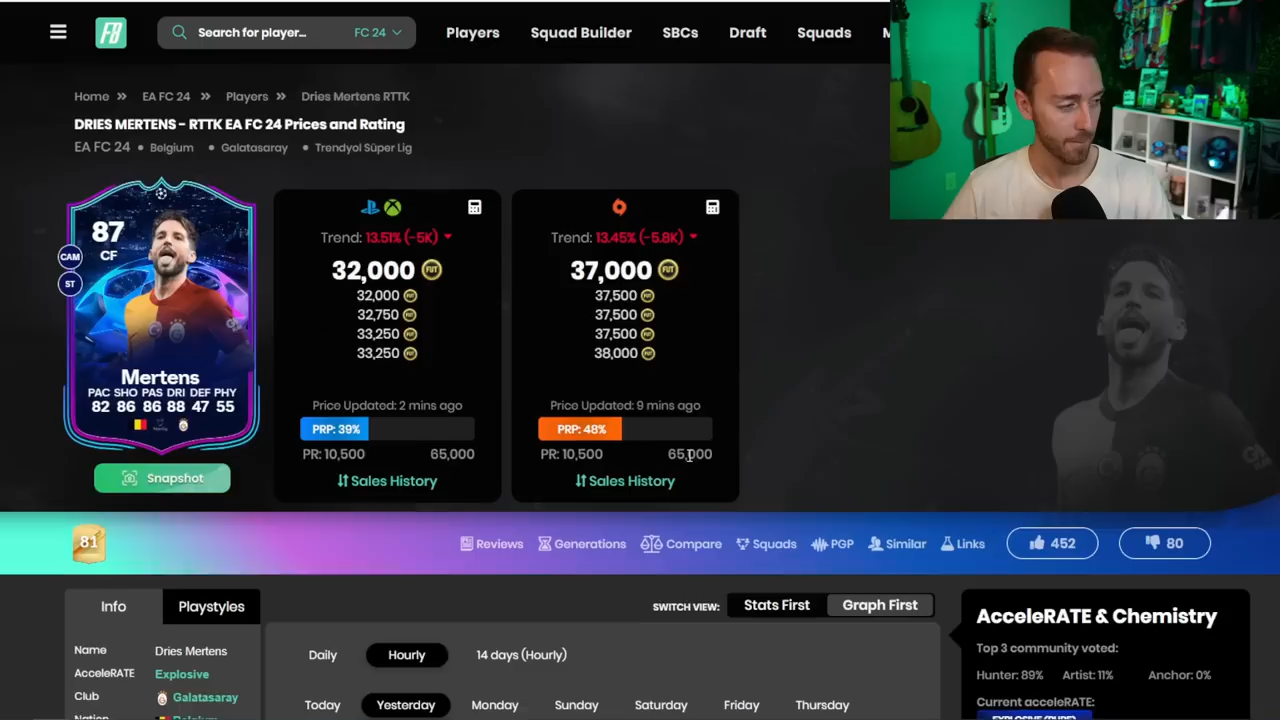 FB
Search for player...
FC 24
Players
Squad Builder
SBCs
Draft
Squads
Home » EA FC 24 » Players » Dries Mertens RTTK
DRIES MERTENS - RTTK EA FC 24 Prices and Rating
EA FC 24 • Belgium • Galatasaray • Trendyol Süper Lig
87
CF
CAM
ST
Mertens
PAC SHO PAS DRI DEF PHY
82 86 86 88 47 55
Snapshot
Trend: 13.51% (-5K)
32,000
32,000
32,750
33,250
33,250
Price Updated: 2 mins ago
PRP: 39%
PR: 10,500
65,000
Sales History
Trend: 13.45% (-5.8K)
37,000
37,500
37,500
37,500
38,000
Price Updated: 9 mins ago
PRP: 48%
PR: 10,500
65,000
Sales History
81
Reviews
Generations
Compare
Squads
PGP
Similar
Links
452
80
Info
Playstyles
Name
Dries Mertens
AcceleRATE
Explosive
Club
Galatasaray
Nation
Belgium
SWITCH VIEW:
Stats First
Graph First
Daily
Hourly
14 days (Hourly)
Today
Yesterday
Monday
Sunday
Saturday
Friday
Thursday
AcceleRATE & Chemistry
Top 3 community voted:
Hunter: 89%
Artist: 11%
Anchor: 0%
Current acceleRATE:
EXPLOSIVE (PURE)